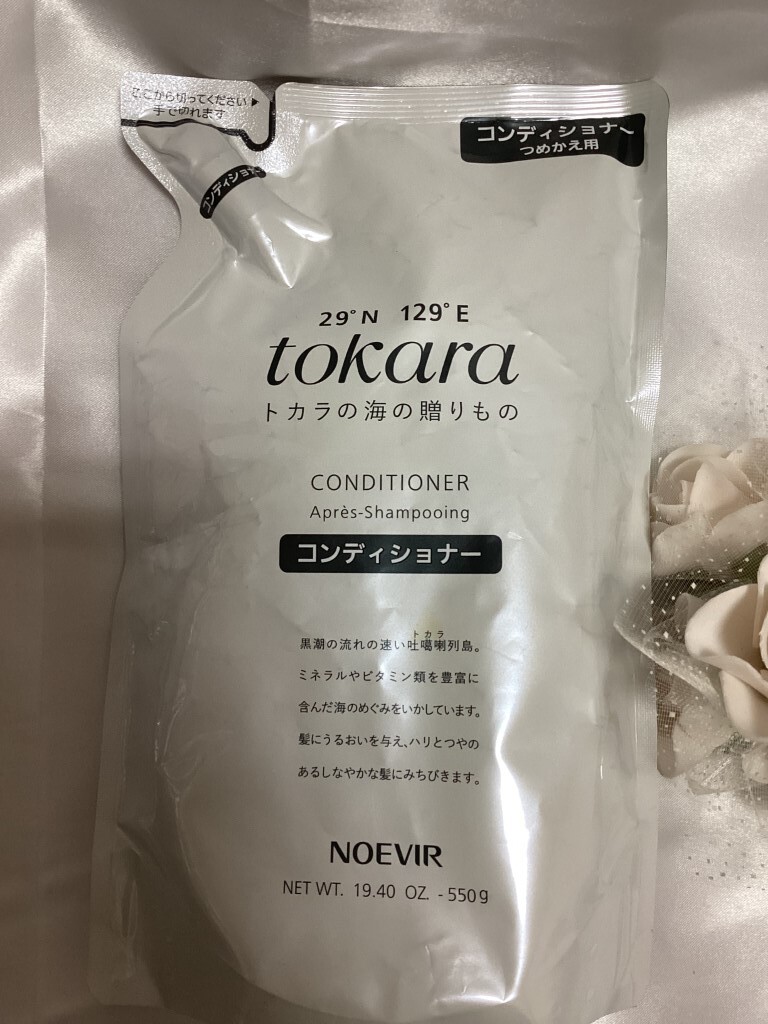 ここから切ってください▶
手で切れます
コンディショナー
つめかえ用
コンディショナー
29°N 129°E
tokara
トカラの海の贈りもの
CONDITIONER
Après-Shampooing
コンディショナー
トカラ
黒潮の流れの速い吐噶喇列島。
ミネラルやビタミン類を豊富に
含んだ海のめぐみをいかしています。
髪にうるおいを与え、ハリとつやの
あるしなやかな髪にみちびきます。
NOEVIR
NET WT. 19.40 OZ. - 550g